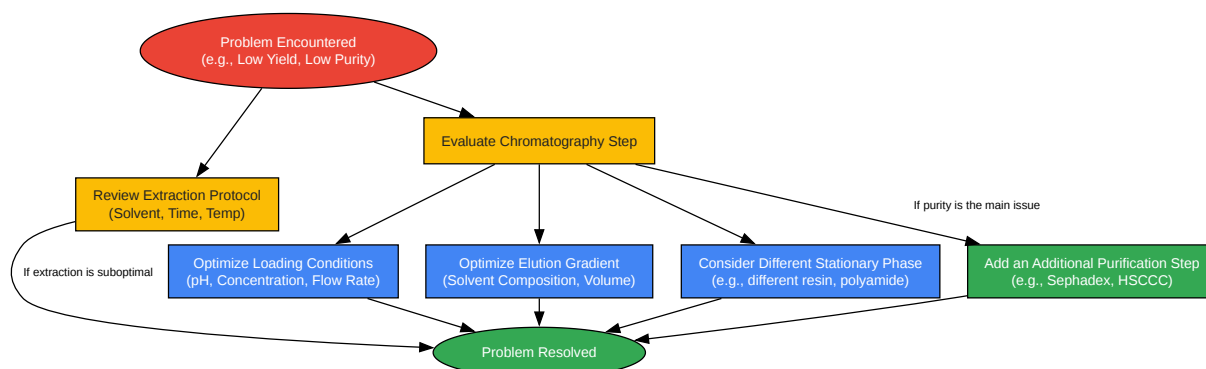 Problem Encountered
(e.g., Low Yield, Low Purity)
Evaluate Chromatography Step
Review Extraction Protocol
(Solvent, Time, Temp)
If purity is the main issue
If extraction is suboptimal
Optimize Loading Conditions
(pH, Concentration, Flow Rate)
Optimize Elution Gradient
(Solvent Composition, Volume)
Consider Different Stationary Phase
(e.g., different resin, polyamide)
Add an Additional Purification Step
(e.g., Sephadex, HSCCC)
Problem Resolved